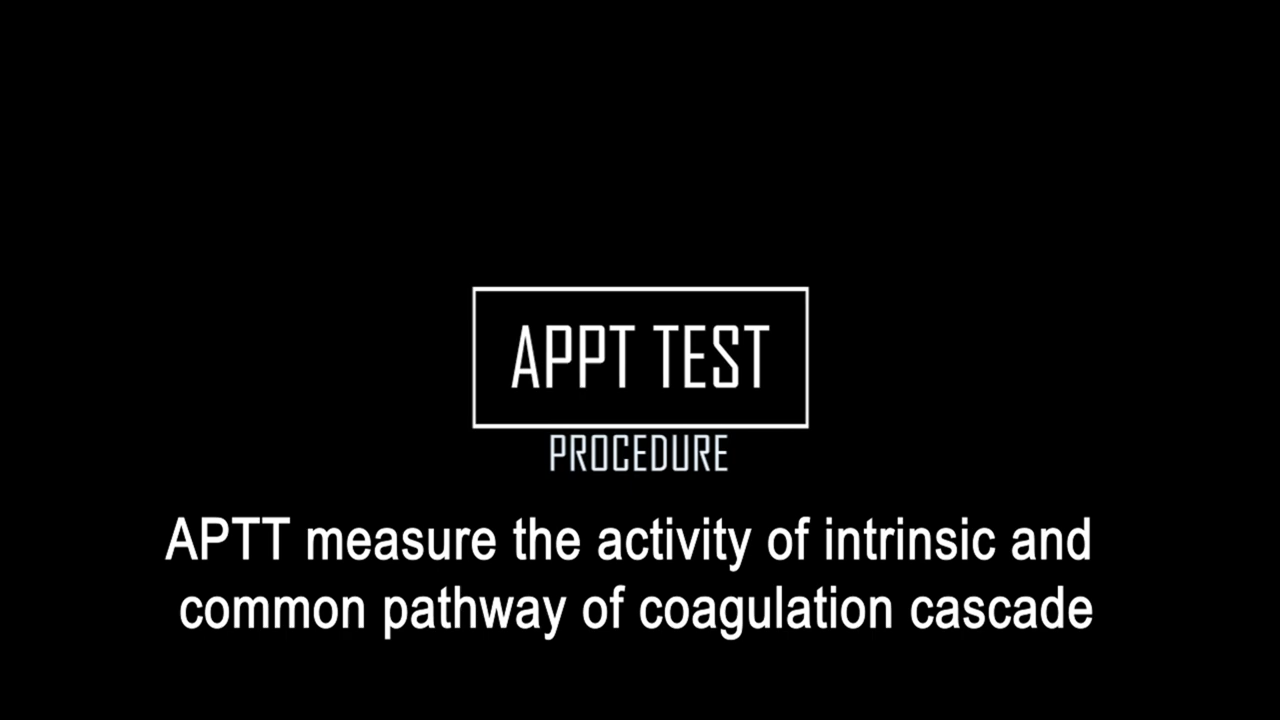 APPT TEST
PROCEDURE
APTT measure the activity of intrinsic and
common pathway of coagulation cascade